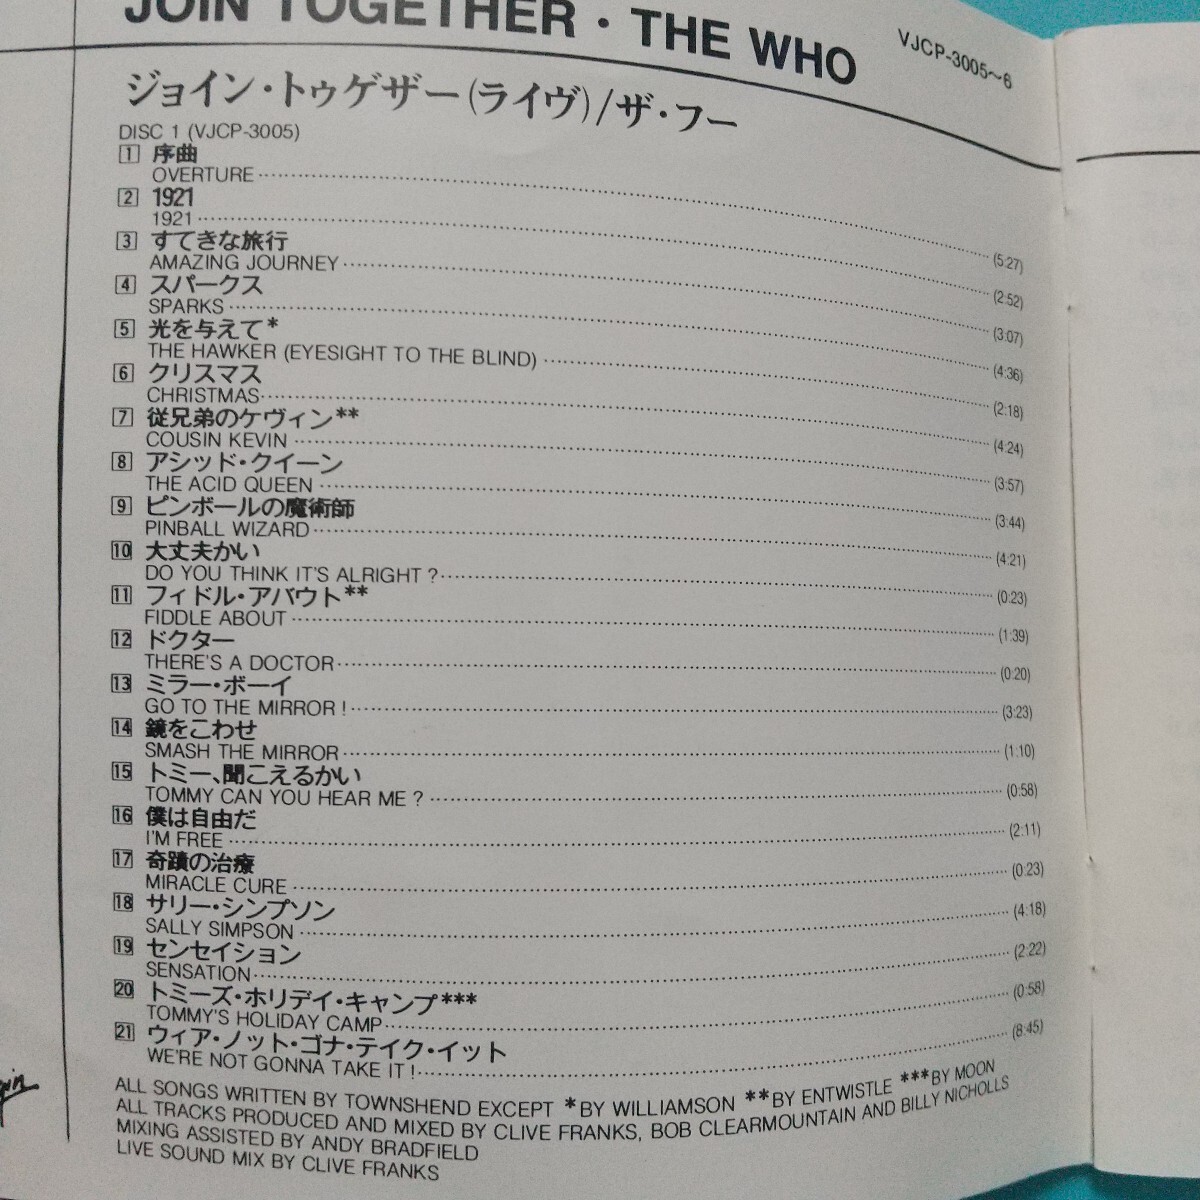 JOIN TOGETHER・THE WHO
VJCP-3005〜6
ジョイン・トゥゲザー(ライヴ)/ザ・フー
DISC 1 (VJCP-3005)
1 序曲
OVERTURE (5:27)
2 1921
1921 (2:52)
3 すてきな旅行
AMAZING JOURNEY (3:07)
4 スパークス
SPARKS (4:36)
5 光を与えて*
THE HAWKER (EYESIGHT TO THE BLIND) (2:18)
6 クリスマス
CHRISTMAS (4:24)
7 従兄弟のケヴィン**
COUSIN KEVIN (3:57)
8 アシッド・クイーン
THE ACID QUEEN (3:44)
9 ピンボールの魔術師
PINBALL WIZARD (4:21)
10 大丈夫かい
DO YOU THINK IT'S ALRIGHT ? (0:23)
11 フィドル・アバウト**
FIDDLE ABOUT (1:39)
12 ドクター
THERE'S A DOCTOR (0:20)
13 ミラー・ボーイ
GO TO THE MIRROR ! (3:23)
14 鏡をこわせ
SMASH THE MIRROR (1:10)
15 トミー、聞こえるかい
TOMMY CAN YOU HEAR ME ? (0:58)
16 僕は自由だ
I'M FREE (2:11)
17 奇蹟の治療
MIRACLE CURE (0:23)
18 サリー・シンプソン
SALLY SIMPSON (4:18)
19 センセイション
SENSATION (2:22)
20 トミーズ・ホリデイ・キャンプ***
TOMMY'S HOLIDAY CAMP (0:58)
21 ウィア・ノット・ゴナ・テイク・イット
WE'RE NOT GONNA TAKE IT ! (8:45)
ALL SONGS WRITTEN BY TOWNSHEND EXCEPT *BY WILLIAMSON **BY ENTWISTLE ***BY MOON
ALL TRACKS PRODUCED AND MIXED BY CLIVE FRANKS, BOB CLEARMOUNTAIN AND BILLY NICHOLLS
MIXING ASSISTED BY ANDY BRADFIELD
LIVE SOUND MIX BY CLIVE FRANKS